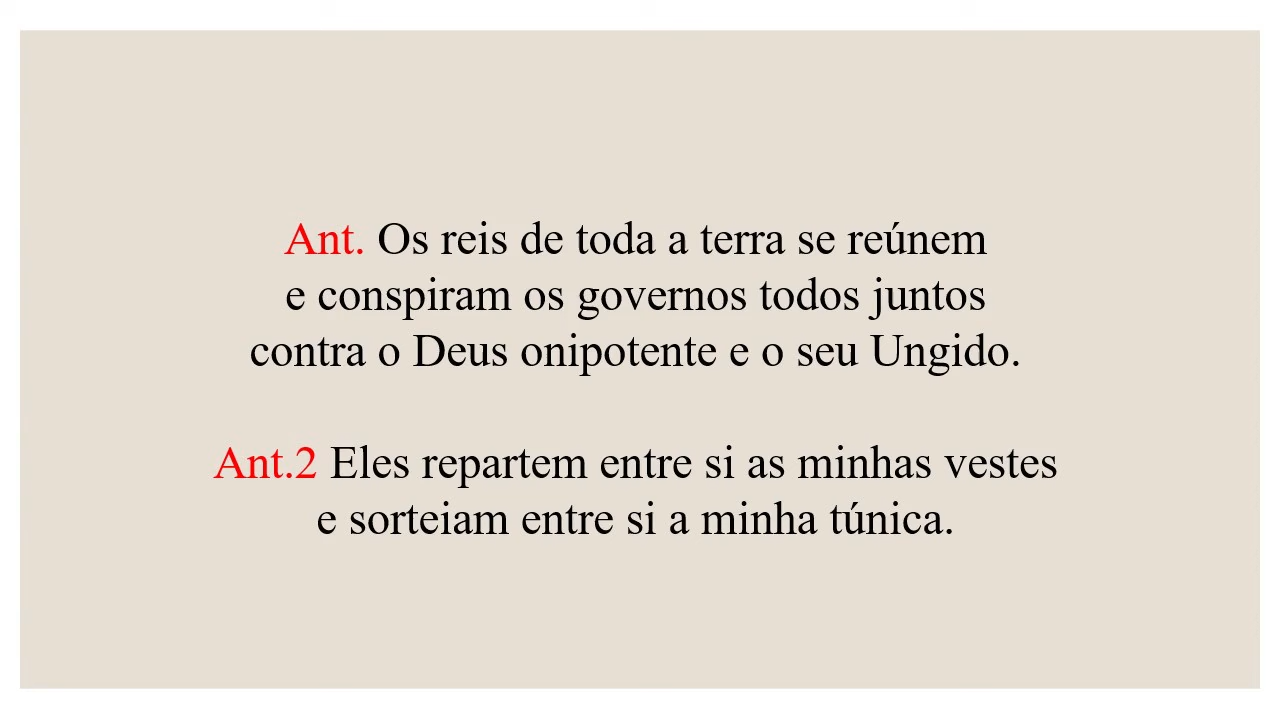 Ant. Os reis de toda a terra se reúnem
e conspiram os governos todos juntos
contra o Deus onipotente e o seu Ungido.
Ant.2 Eles repartem entre si as minhas vestes
e sorteiam entre si a minha túnica.